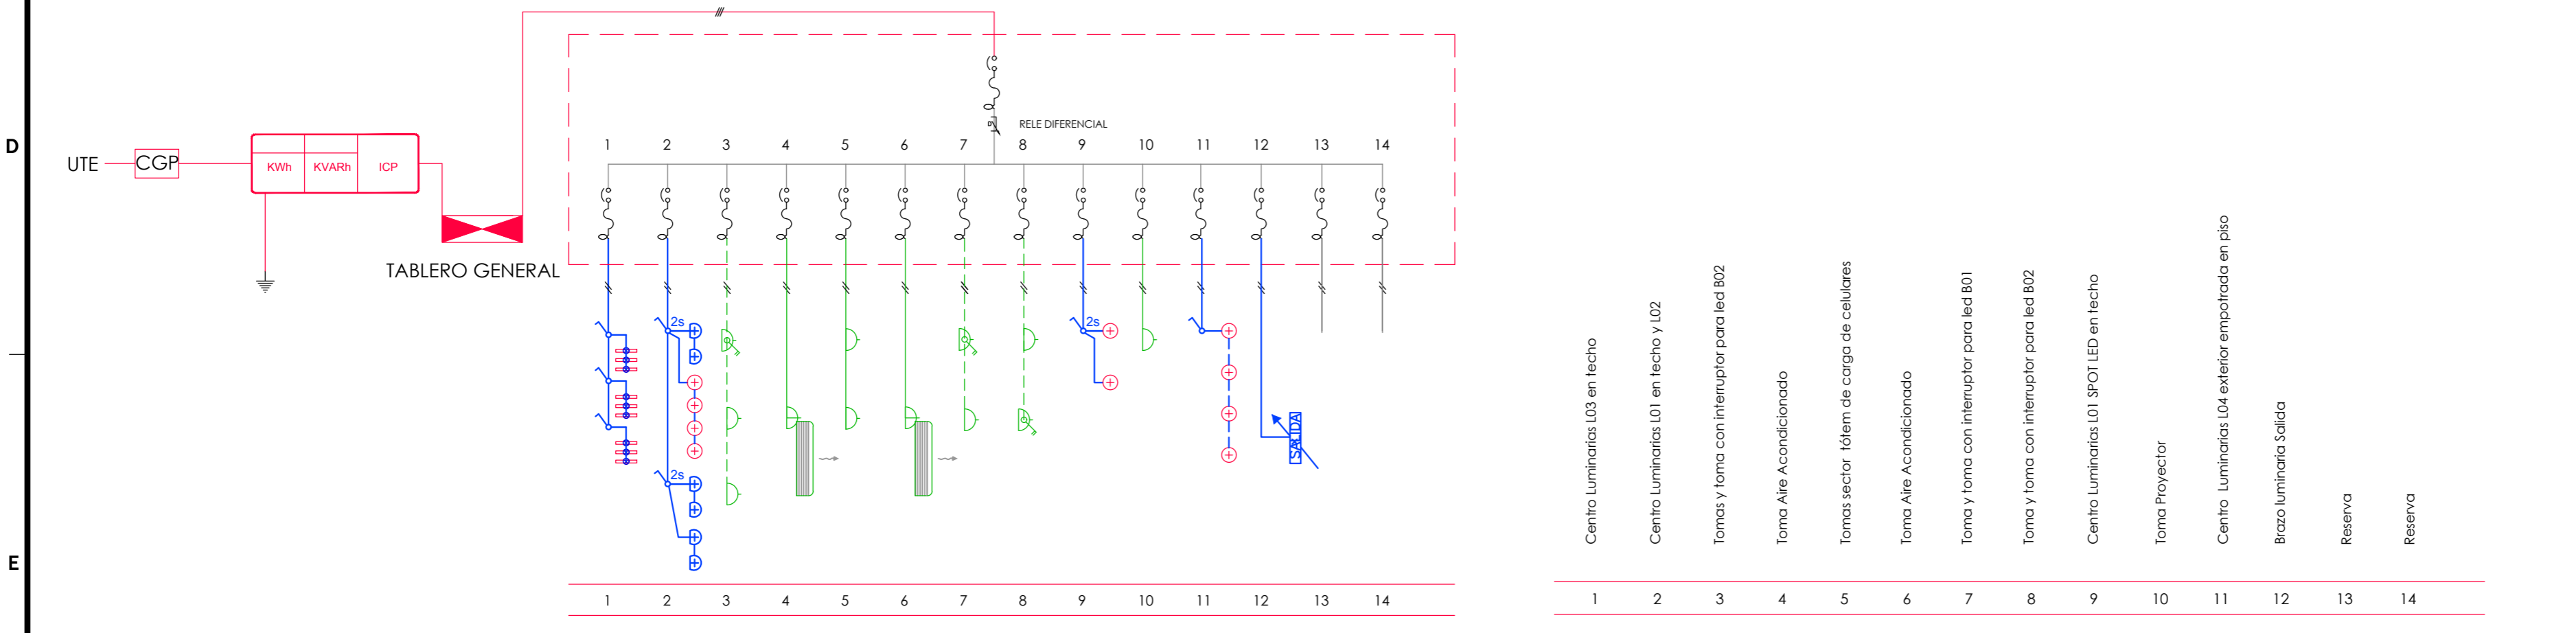 D
E
UTE
CGP
KWh
KVARh
ICP
TABLERO GENERAL
RELE DIFERENCIAL
1 2 3 4 5 6 7 8 9 10 11 12 13 14
2s
2s
2s
SALIDA
1 2 3 4 5 6 7 8 9 10 11 12 13 14
Centro Luminarias L03 en techo
Centro Luminarias L01 en techo y L02
Tomas y toma con interruptor para led B02
Toma Aire Acondicionado
Tomas sector tótem de carga de celulares
Toma Aire Acondicionado
Toma y toma con interruptor para led B01
Toma y toma con interruptor para led B02
Centro Luminarias L01 SPOT LED en techo
Toma Proyector
Centro Luminarias L04 exterior empotrada en piso
Brazo luminaria Salida
Reserva
Reserva
1 2 3 4 5 6 7 8 9 10 11 12 13 14